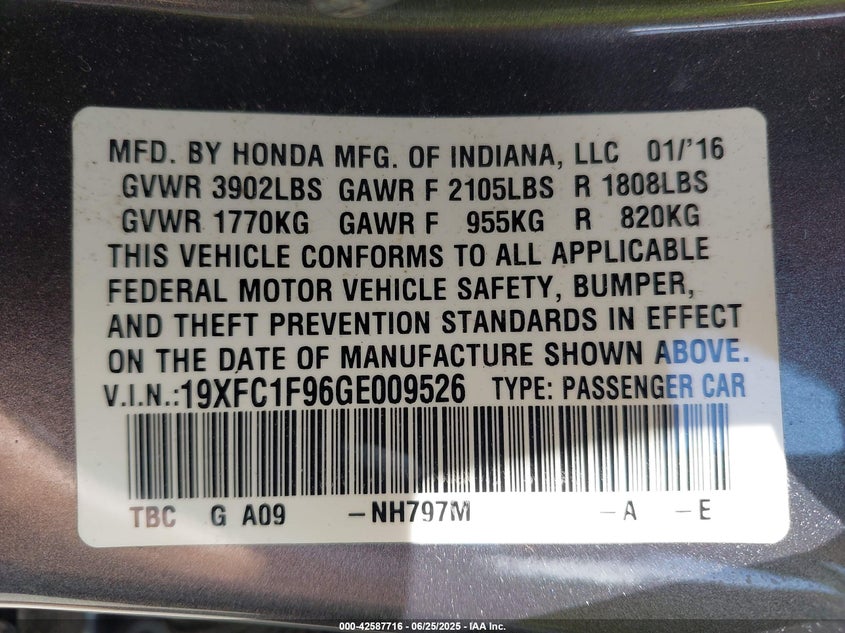 MFD. BY HONDA MFG. OF INDIANA, LLC 01/'16
GVWR 3902LBS GAWR F 2105LBS R 1808LBS
GVWR 1770KG GAWR F 955KG R 820KG
THIS VEHICLE CONFORMS TO ALL APPLICABLE
FEDERAL MOTOR VEHICLE SAFETY, BUMPER,
AND THEFT PREVENTION STANDARDS IN EFFECT
ON THE DATE OF MANUFACTURE SHOWN ABOVE.
V.I.N.:19XFC1F96GE009526 TYPE: PASSENGER CAR
TBC G A09 -NH797M -A -E
000-42587716 - 06/25/2025 - IAA Inc.